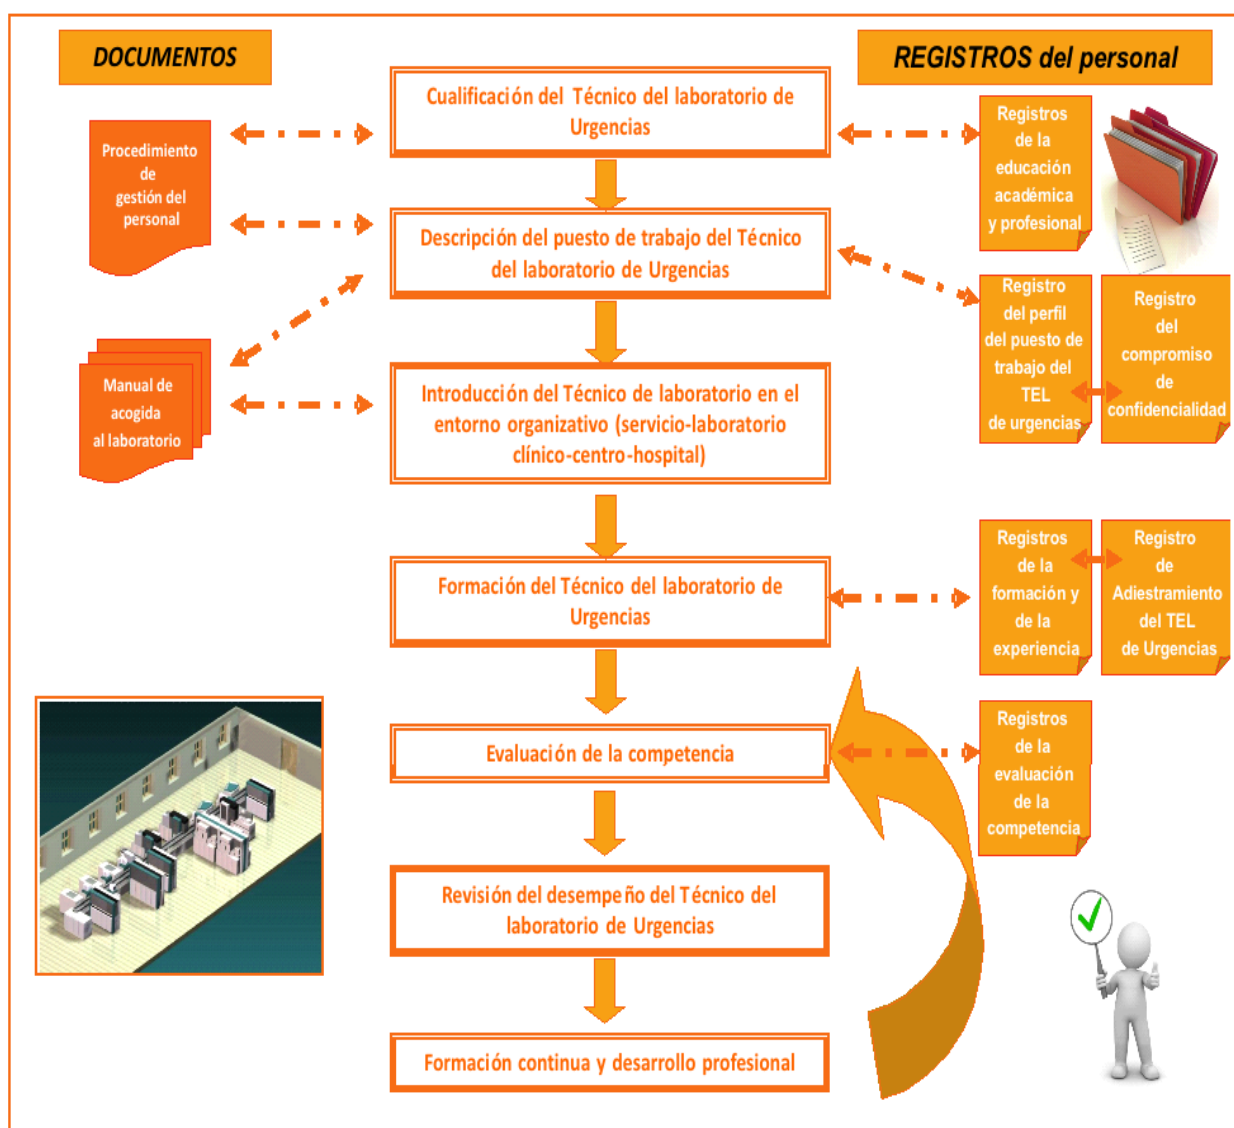 DOCUMENTOS
REGISTROS del personal
Cualificación del Técnico del laboratorio de
Urgencias
Procedimiento
de
gestión del
personal
Registros
de la
educación
académica
y profesional
Descripción del puesto de trabajo del Técnico
del laboratorio de Urgencias
Registro
del perfil
del puesto de
trabajo del
TEL
de urgencias
Registro
del
compromiso
de
confidencialidad
Manual de
acogida
al laboratorio
Introducción del Técnico de laboratorio en el
entorno organizativo (servicio-laboratorio
clínico-centro-hospital)
Formación del Técnico del laboratorio de
Urgencias
Registros
de la
formación y
de la
experiencia
Registro
de
Adiestramiento
del TEL
de Urgencias
Evaluación de la competencia
Registros
de la
evaluación
de la
competencia
Revisión del desempeño del Técnico del
laboratorio de Urgencias
Formación continua y desarrollo profesional